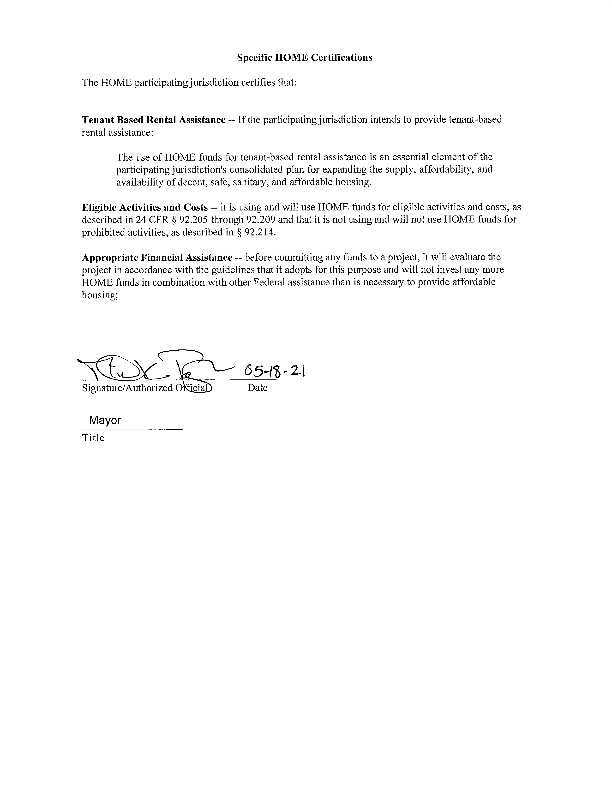 Specific HOME Certifications
The HOME participating jurisdiction certifies that:
Tenant Based Rental Assistance -- If the participating jurisdiction intends to provide tenant-based
rental assistance:
The use of HOME funds for tenant-based rental assistance is an essential element of the
participating jurisdiction's consolidated plan for expanding the supply, affordability, and
availability of decent, safe, sanitary, and affordable housing.
Eligible Activities and Costs -- it is using and will use HOME funds for eligible activities and costs, as
described in 24 CFR § 92.205 through 92.209 and that it is not using and will not use HOME funds for
prohibited activities, as described in § 92.214.
Appropriate Financial Assistance -- before committing any funds to a project, it will evaluate the
project in accordance with the guidelines that it adopts for this purpose and will not invest any more
HOME funds in combination with other Federal assistance than is necessary to provide affordable
housing;
05-18-21
Signature/Authorized Official Date
Mayor
Title